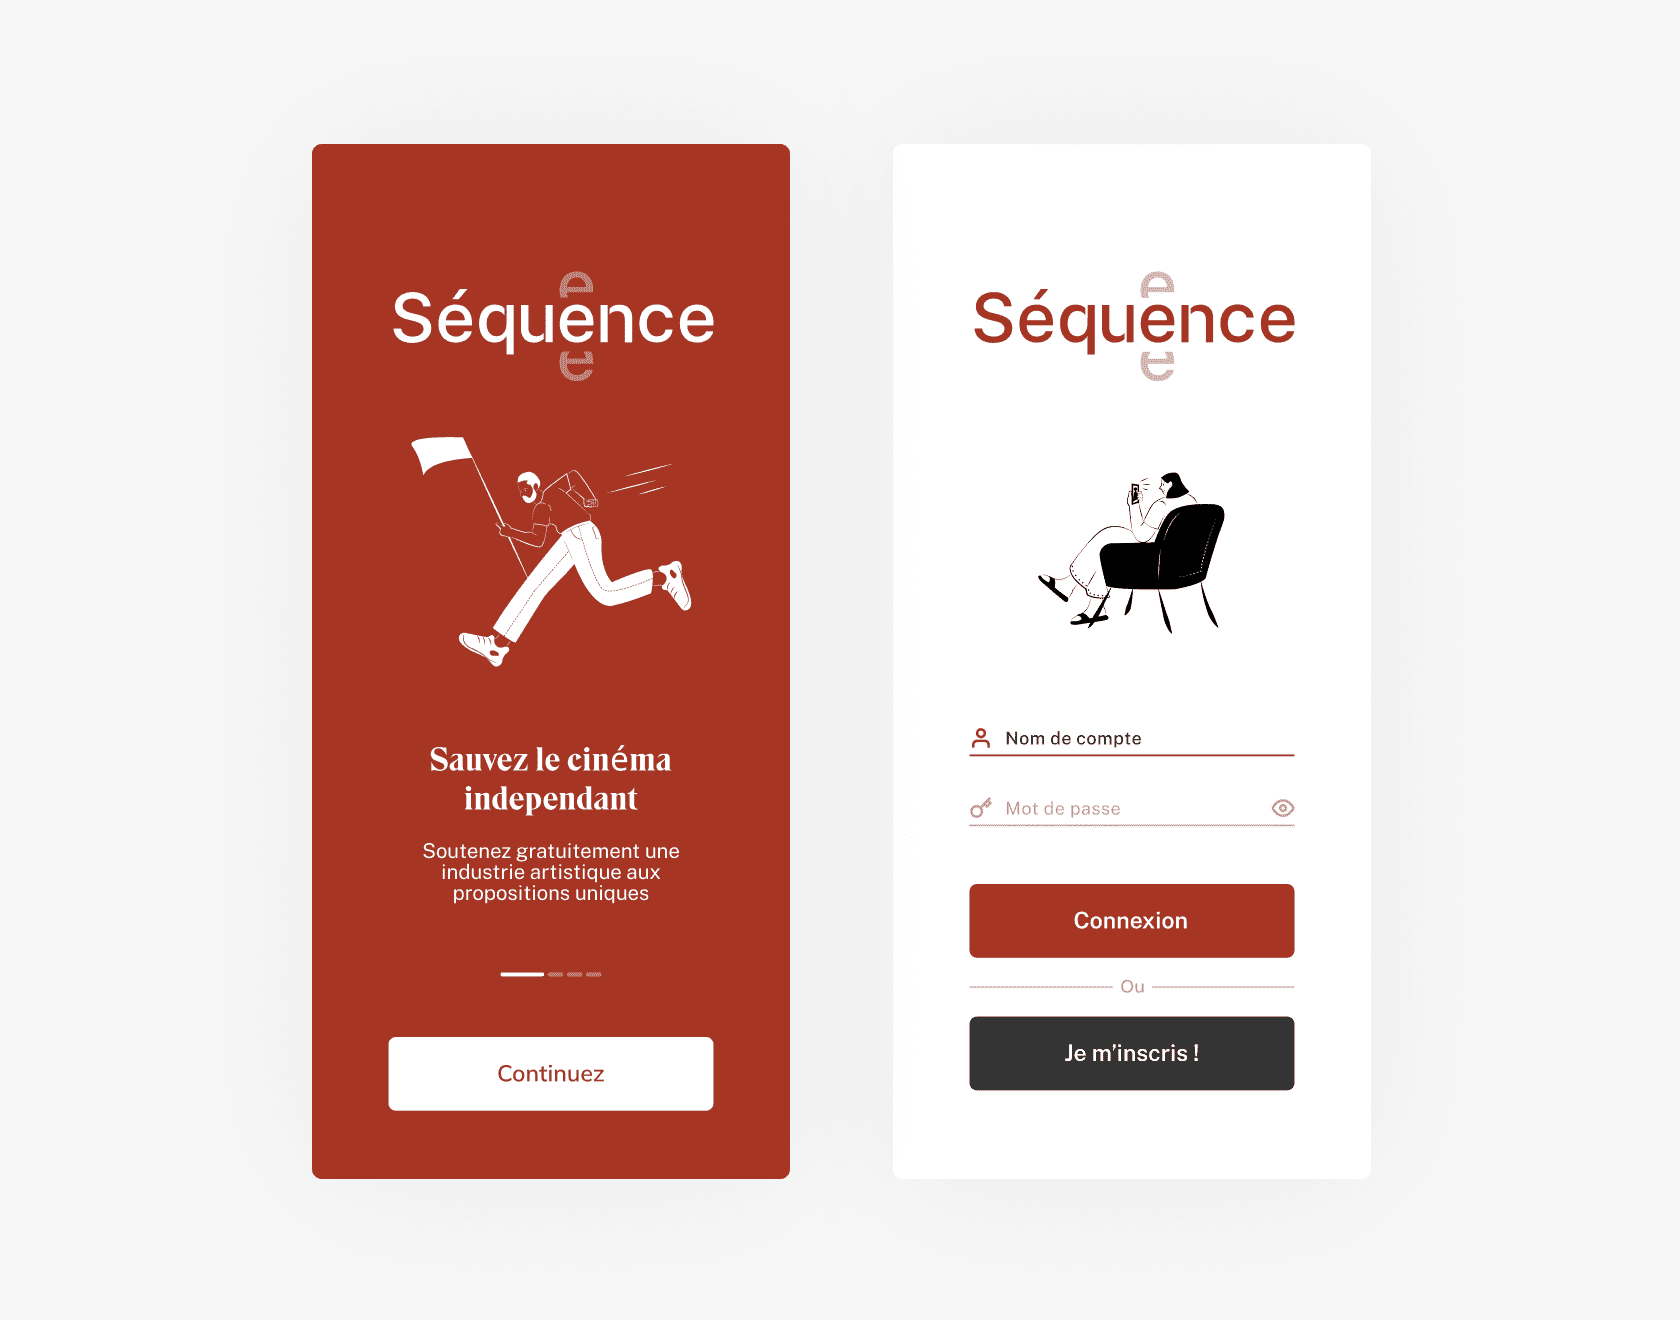 e
Séquence
e
Sauvez le cinéma
independant
Soutenez gratuitement une
industrie artistique aux
propositions uniques
Continuez
e
Séquence
e
Nom de compte
Mot de passe
Connexion
Ou
Je m’inscris !